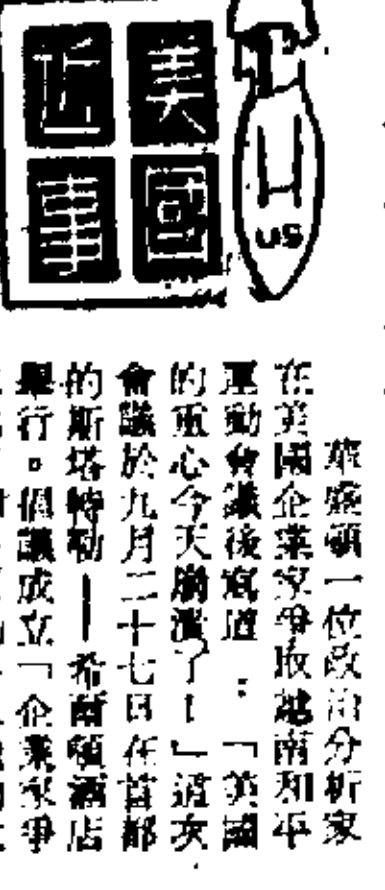 美國
近事
US
華盛頓一位政治分析家
在美國企業家爭取越南和平
運動會議後寫道：「美國
的重心今天崩潰了！」這次
會議於九月二十七日在首都
的斯塔轉勒——希爾頓酒店
舉行。倡議成立「企業家爭